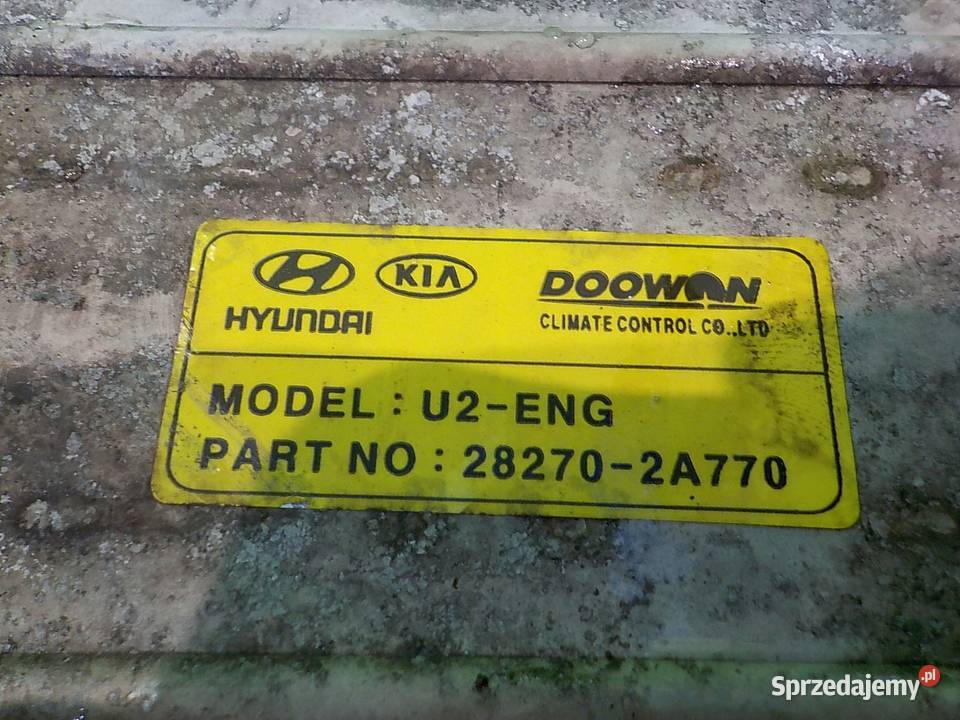 KIA
HYUNDAI
DOOWON
CLIMATE CONTROL CO.,LTD
MODEL : U2-ENG
PART NO : 28270-2A770
Sprzedajemy.pl